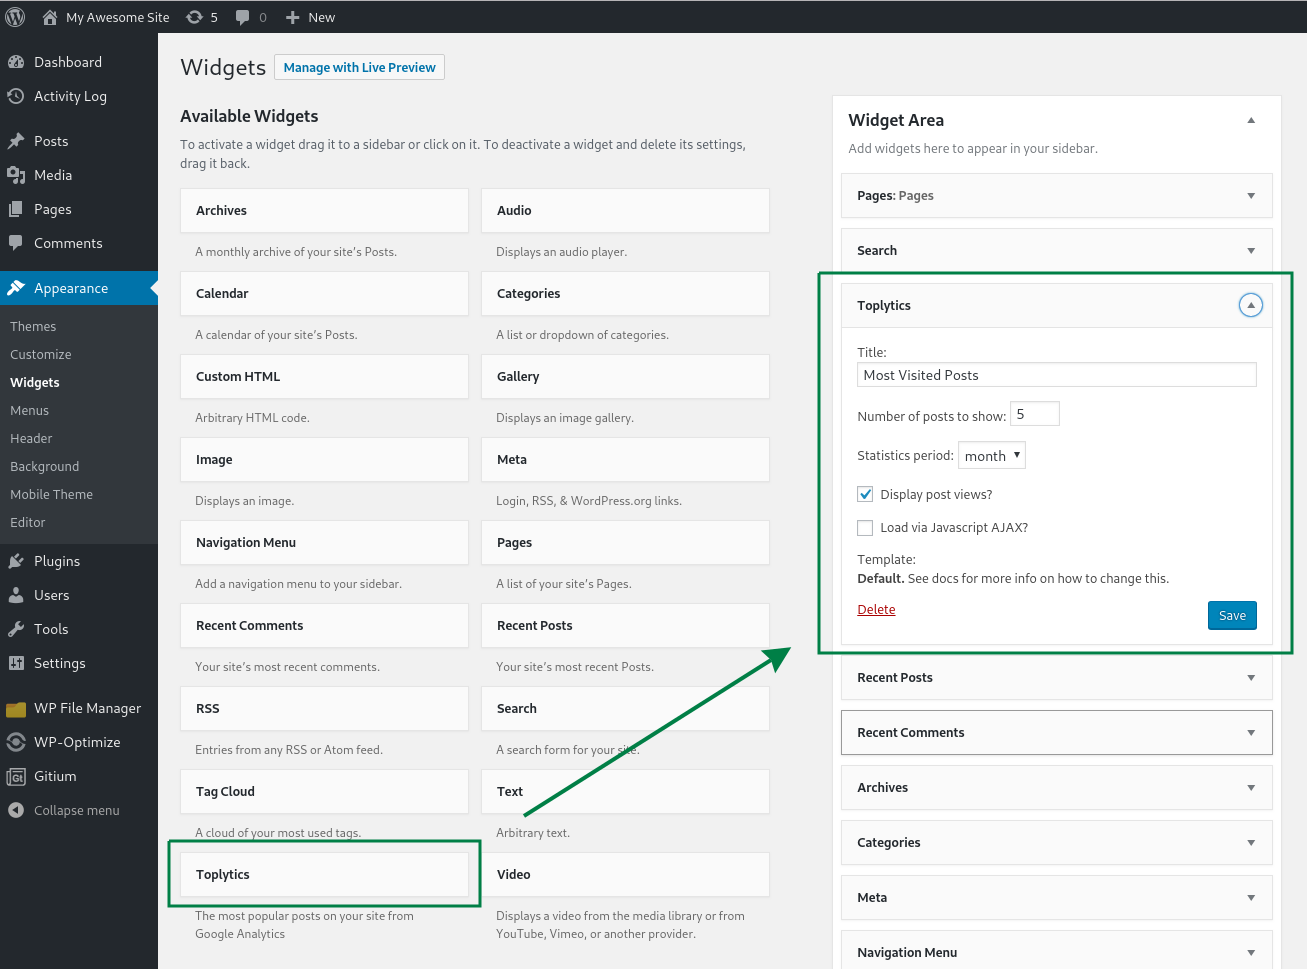 My Awesome Site 5 0 New
Dashboard
Activity Log
Posts
Media
Pages
Comments
Appearance
Themes
Customize
Widgets
Menus
Header
Background
Mobile Theme
Editor
Plugins
Users
Tools
Settings
WP File Manager
WP-Optimize
Gt Gitium
Collapse menu
Widgets Manage with Live Preview
Available Widgets
To activate a widget drag it to a sidebar or click on it. To deactivate a widget and delete its settings,
drag it back.
Archives
A monthly archive of your site's Posts.
Audio
Displays an audio player.
Calendar
A calendar of your site's Posts.
Categories
A list or dropdown of categories.
Custom HTML
Arbitrary HTML code.
Gallery
Displays an image gallery.
Image
Displays an image.
Meta
Login, RSS, & WordPress.org links.
Navigation Menu
Add a navigation menu to your sidebar.
Pages
A list of your site's Pages.
Recent Comments
Your site's most recent comments.
Recent Posts
Your site's most recent Posts.
RSS
Entries from any RSS or Atom feed.
Search
A search form for your site.
Tag Cloud
A cloud of your most used tags.
Text
Arbitrary text.
Toplytics
The most popular posts on your site from
Google Analytics
Video
Displays a video from the media library or from
YouTube, Vimeo, or another provider.
Widget Area
Add widgets here to appear in your sidebar.
Pages: Pages
Search
Toplytics
Title:
Most Visited Posts
Number of posts to show: 5
Statistics period: month
Display post views?
Load via Javascript AJAX?
Template:
Default. See docs for more info on how to change this.
Delete Save
Recent Posts
Recent Comments
Archives
Categories
Meta
Navigation Menu